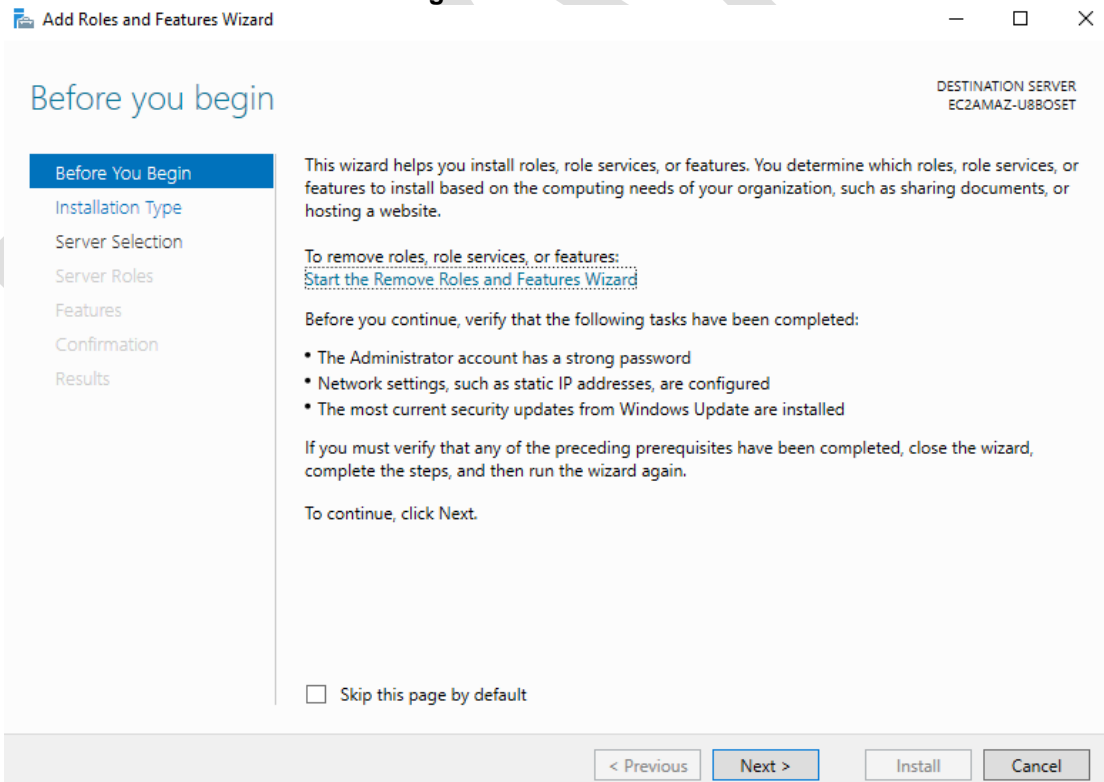 Add Roles and Features Wizard
Before you begin
DESTINATION SERVER
EC2AMAZ-U8BOSET
Before You Begin
Installation Type
Server Selection
Server Roles
Features
Confirmation
Results
This wizard helps you install roles, role services, or features. You determine which roles, role services, or
features to install based on the computing needs of your organization, such as sharing documents, or
hosting a website.
To remove roles, role services, or features:
Start the Remove Roles and Features Wizard
Before you continue, verify that the following tasks have been completed:
• The Administrator account has a strong password
• Network settings, such as static IP addresses, are configured
• The most current security updates from Windows Update are installed
If you must verify that any of the preceding prerequisites have been completed, close the wizard,
complete the steps, and then run the wizard again.
To continue, click Next.
Skip this page by default
< Previous
Next >
Install
Cancel